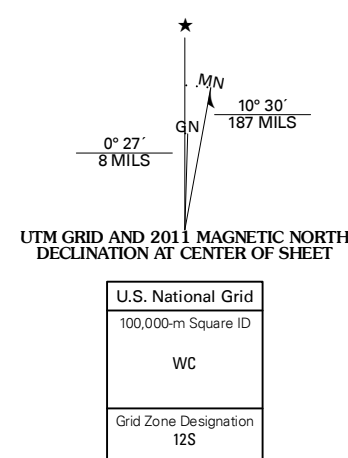 ★
MN
10° 30´
187 MILS
GN
0° 27´
8 MILS
UTM GRID AND 2011 MAGNETIC NORTH
DECLINATION AT CENTER OF SHEET
U.S. National Grid
100,000-m Square ID
WC
Grid Zone Designation
12S